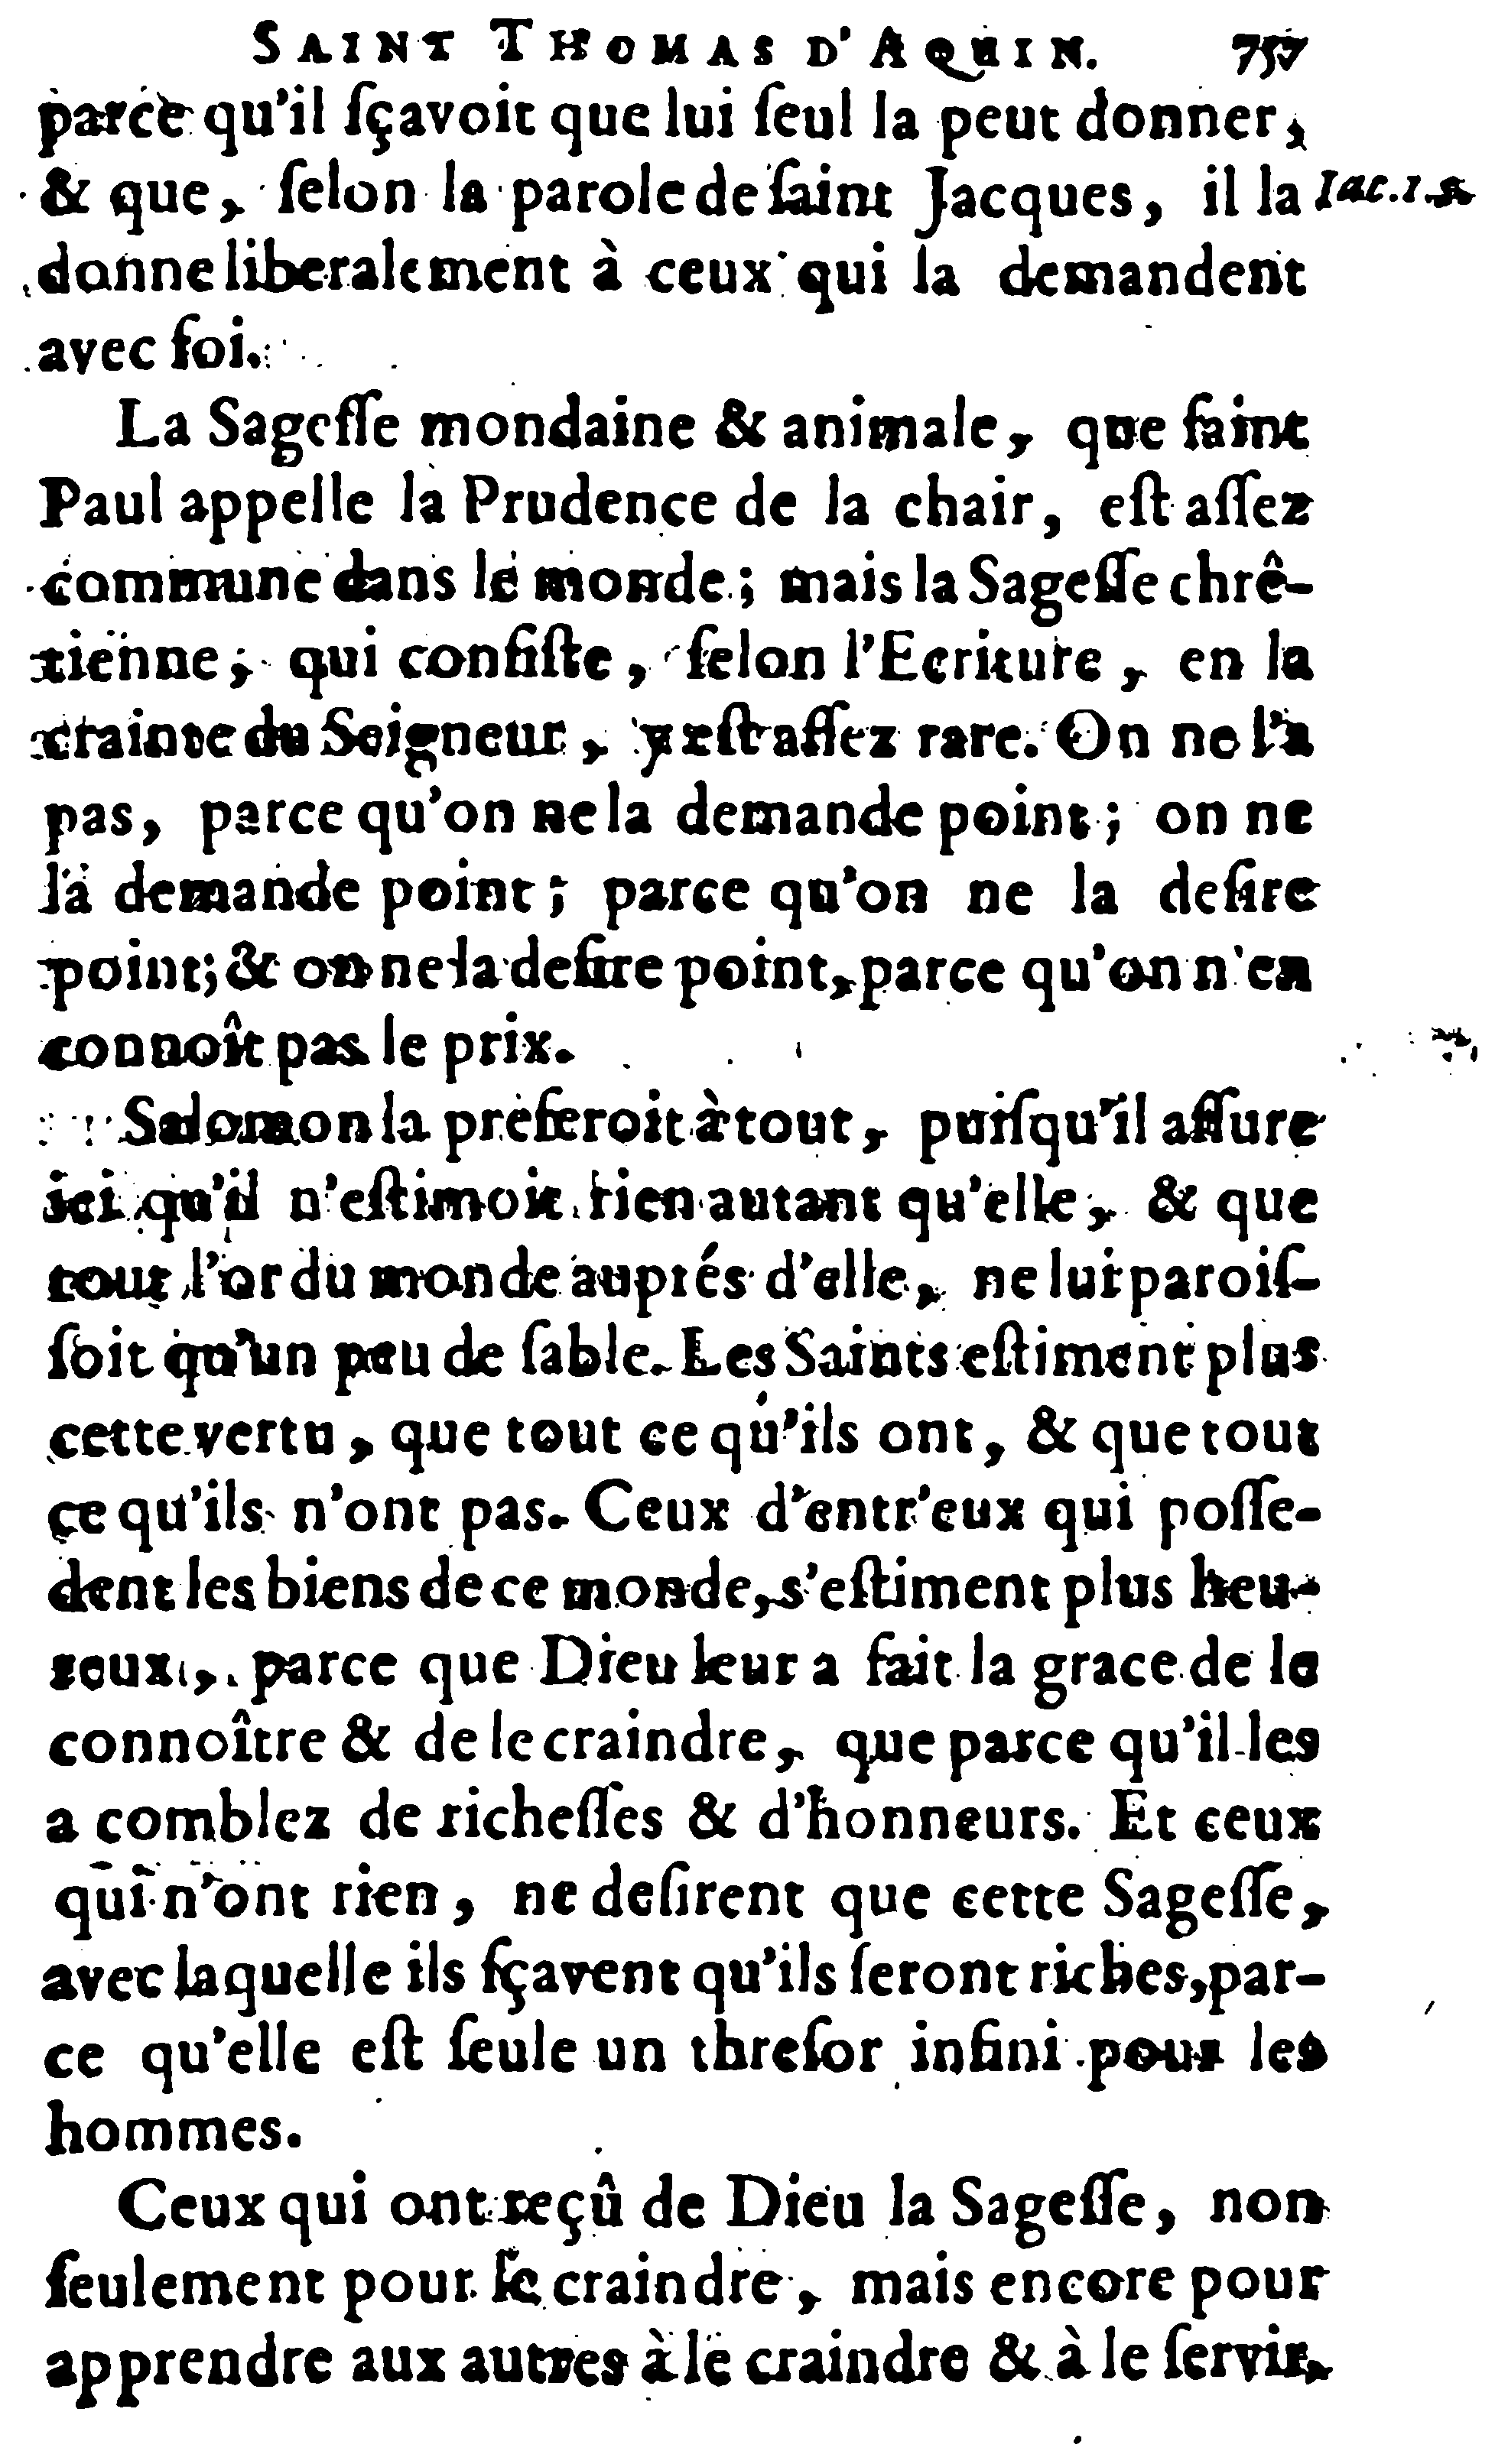 SAINT THOMAS D'AQUIN. 757
parce qu'il ſçavoit que lui ſeul la peut donner,
& que, ſelon la parole de ſaint Jacques, il la Iac. 1. 5.
donne liberalement à ceux qui la demandent
avec foi.
La Sageſſe mondaine & animale, que ſaint
Paul appelle la Prudence de la chair, eſt aſſez
commune dans le monde ; mais la Sageſſe chrê-
tienne, qui conſiſte, ſelon l'Ecriture, en la
crainte du Seigneur, y eſt aſſez rare. On ne l'a
pas, parce qu'on ne la demande point ; on ne
la demande point ; parce qu'on ne la deſire
point ; & on ne la deſire point, parce qu'on n'en
connoît pas le prix.
Salomon la préferoit à tout, puiſqu'il aſſure
ici qu'il n'eſtimoit rien autant qu'elle, & que
tout l'or du monde auprés d'elle, ne lui paroiſ-
ſoit qu'un peu de ſable. Les Saints eſtiment plus
cette vertu, que tout ce qu'ils ont, & que tout
ce qu'ils n'ont pas. Ceux d'entr'eux qui poſſe-
dent les biens de ce monde, s'eſtiment plus heu-
reux, parce que Dieu leur a fait la grace de le
connoître & de le craindre, que parce qu'il les
a comblez de richeſſes & d'honneurs. Et ceux
qui n'ont rien, ne deſirent que cette Sageſſe,
avec laquelle ils ſçavent qu'ils ſeront riches, par-
ce qu'elle eſt ſeule un threſor infini pour les
hommes.
Ceux qui ont reçû de Dieu la Sageſſe, non
ſeulement pour le craindre, mais encore pour
apprendre aux autres à le craindre & à le ſervir,